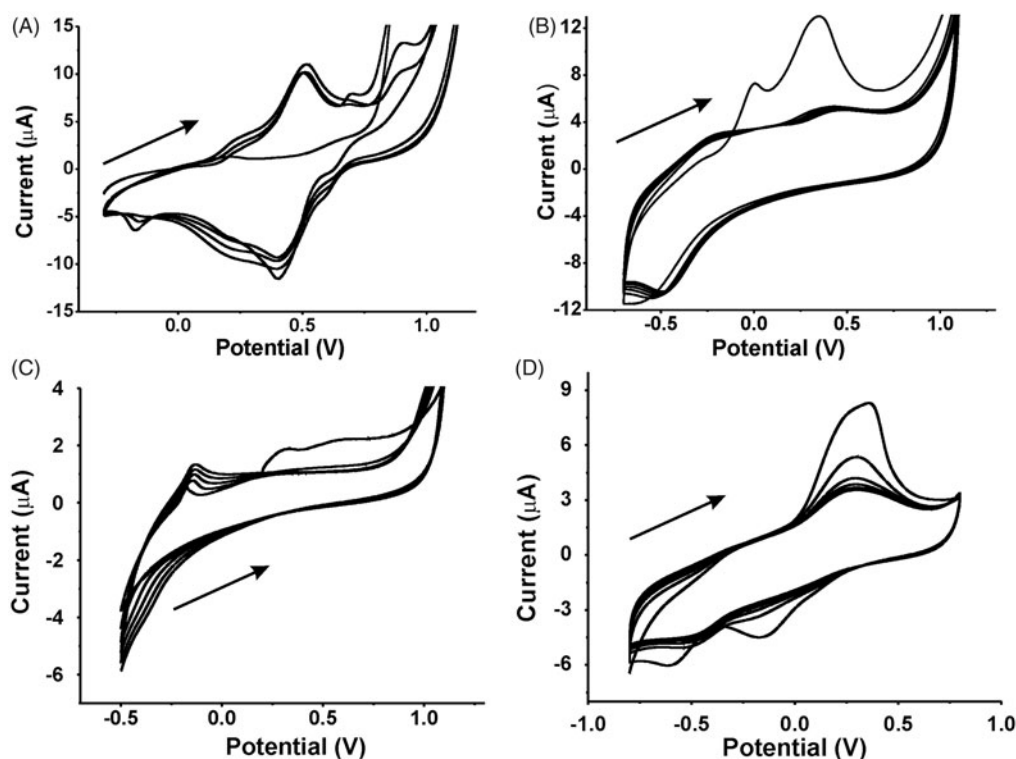 (A)
15
10
5
0
-5
-10
-15
Current (μA)
0.0 0.5 1.0
Potential (V)
(B)
12
8
4
0
-4
-8
-12
Current (μA)
-0.5 0.0 0.5 1.0
Potential (V)
(C)
4
2
0
-2
-4
-6
Current (μA)
-0.5 0.0 0.5 1.0
Potential (V)
(D)
9
6
3
0
-3
-6
Current (μA)
-1.0 -0.5 0.0 0.5 1.0
Potential (V)